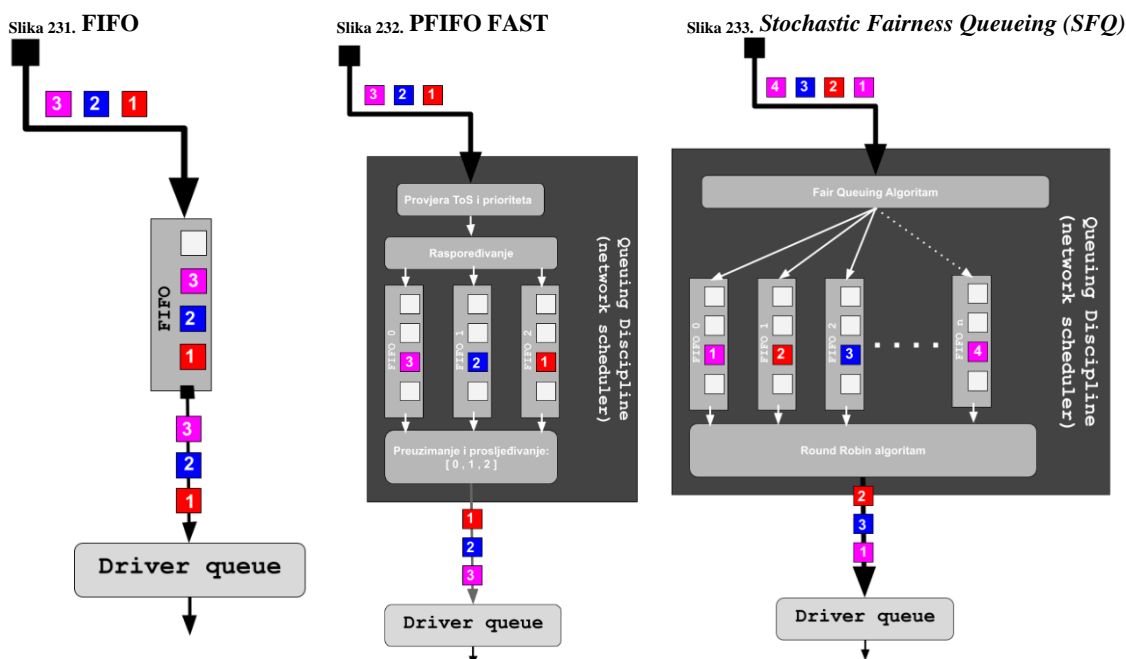 Slika 231. FIFO
3 2 1
FIFO
3
2
1
3
2
1
Driver queue
Slika 232. PFIFO FAST
3 2 1
Provjera ToS i prioriteta
Raspoređivanje
FIFO 0
3
FIFO 1
2
FIFO 2
1
Preuzimanje i prosljeđivanje:
[ 0 , 1 , 2 ]
Queuing Discipline
(network scheduler)
1
2
3
Driver queue
Slika 233. Stochastic Fairness Queueing (SFQ)
4 3 2 1
Fair Queuing Algoritam
FIFO 0
1
FIFO 1
2
FIFO 2
3
. . . .
FIFO n
4
Round Robin algoritam
Queuing Discipline
(network scheduler)
2
3
1
Driver queue